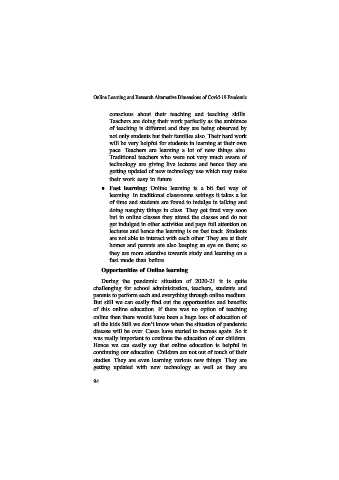 Online Learning and Research Alternative Dimensions of Covid-19 Pandemic
conscious about their teaching and teaching skills.
Teachers are doing their work perfectly as the ambience
of teaching is different and they are being observed by
not only students but their families also. Their hard work
will be very helpful for students in learning at their own
pace. Teachers are learning a lot of new things also.
Traditional teachers who were not very much aware of
technology are giving live lectures and hence they are
getting updated of new technology use which may make
their work easy in future.
• Fast learning: Online learning is a bit fast way of
learning. In traditional classrooms settings it takes a lot
of time and students are found to indulge in talking and
doing naughty things in class. They get tired very soon
but in online classes they attend the classes and do not
get indulged in other activities and pays full attention on
lectures and hence the learning is on fast track. Students
are not able to interact with each other. They are at their
homes and parents are also keeping an eye on them; so
they are more attentive towards study and learning on a
fast mode than before.
Opportunities of Online learning
During the pandemic situation of 2020-21 it is quite
challenging for school administration, teachers, students and
parents to perform each and everything through online medium.
But still we can easily find out the opportunities and benefits
of this online education. If there was no option of teaching
online then there would have been a huge loss of education of
all the kids. Still we don't know when the situation of pandemic
disease will be over. Cases have started to increase again. So it
was really important to continue the education of our children.
Hence we can easily say that online education is helpful in
continuing our education. Children are not out of touch of their
studies. They are even learning various new things. They are
getting updated with new technology as well as they are